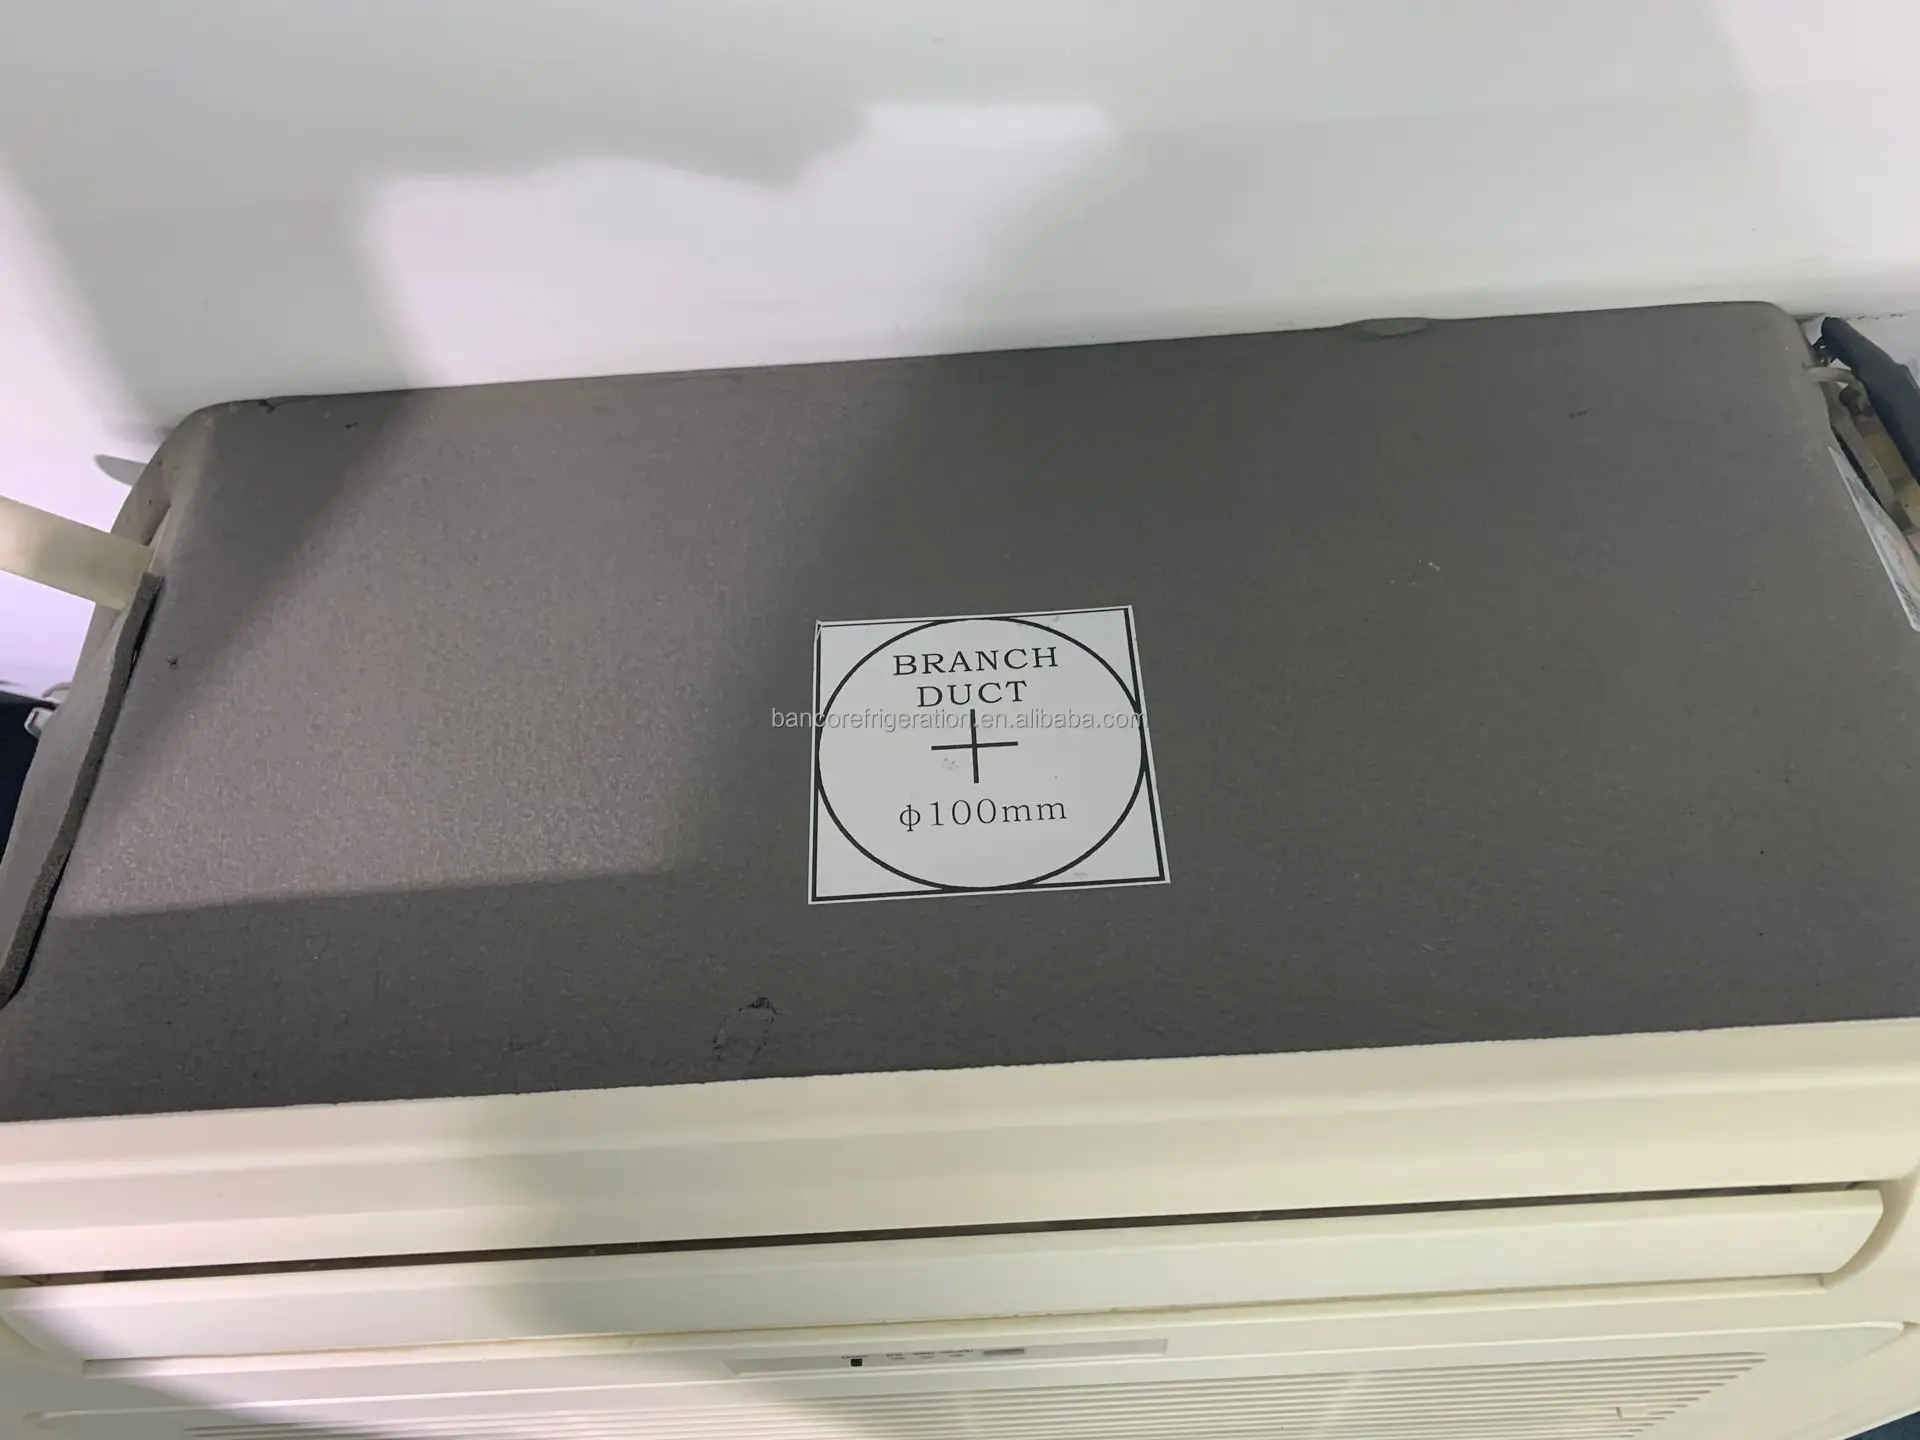 BRANCH
DUCT
bancorefrigeration.en.alibaba.com
ϕ100mm